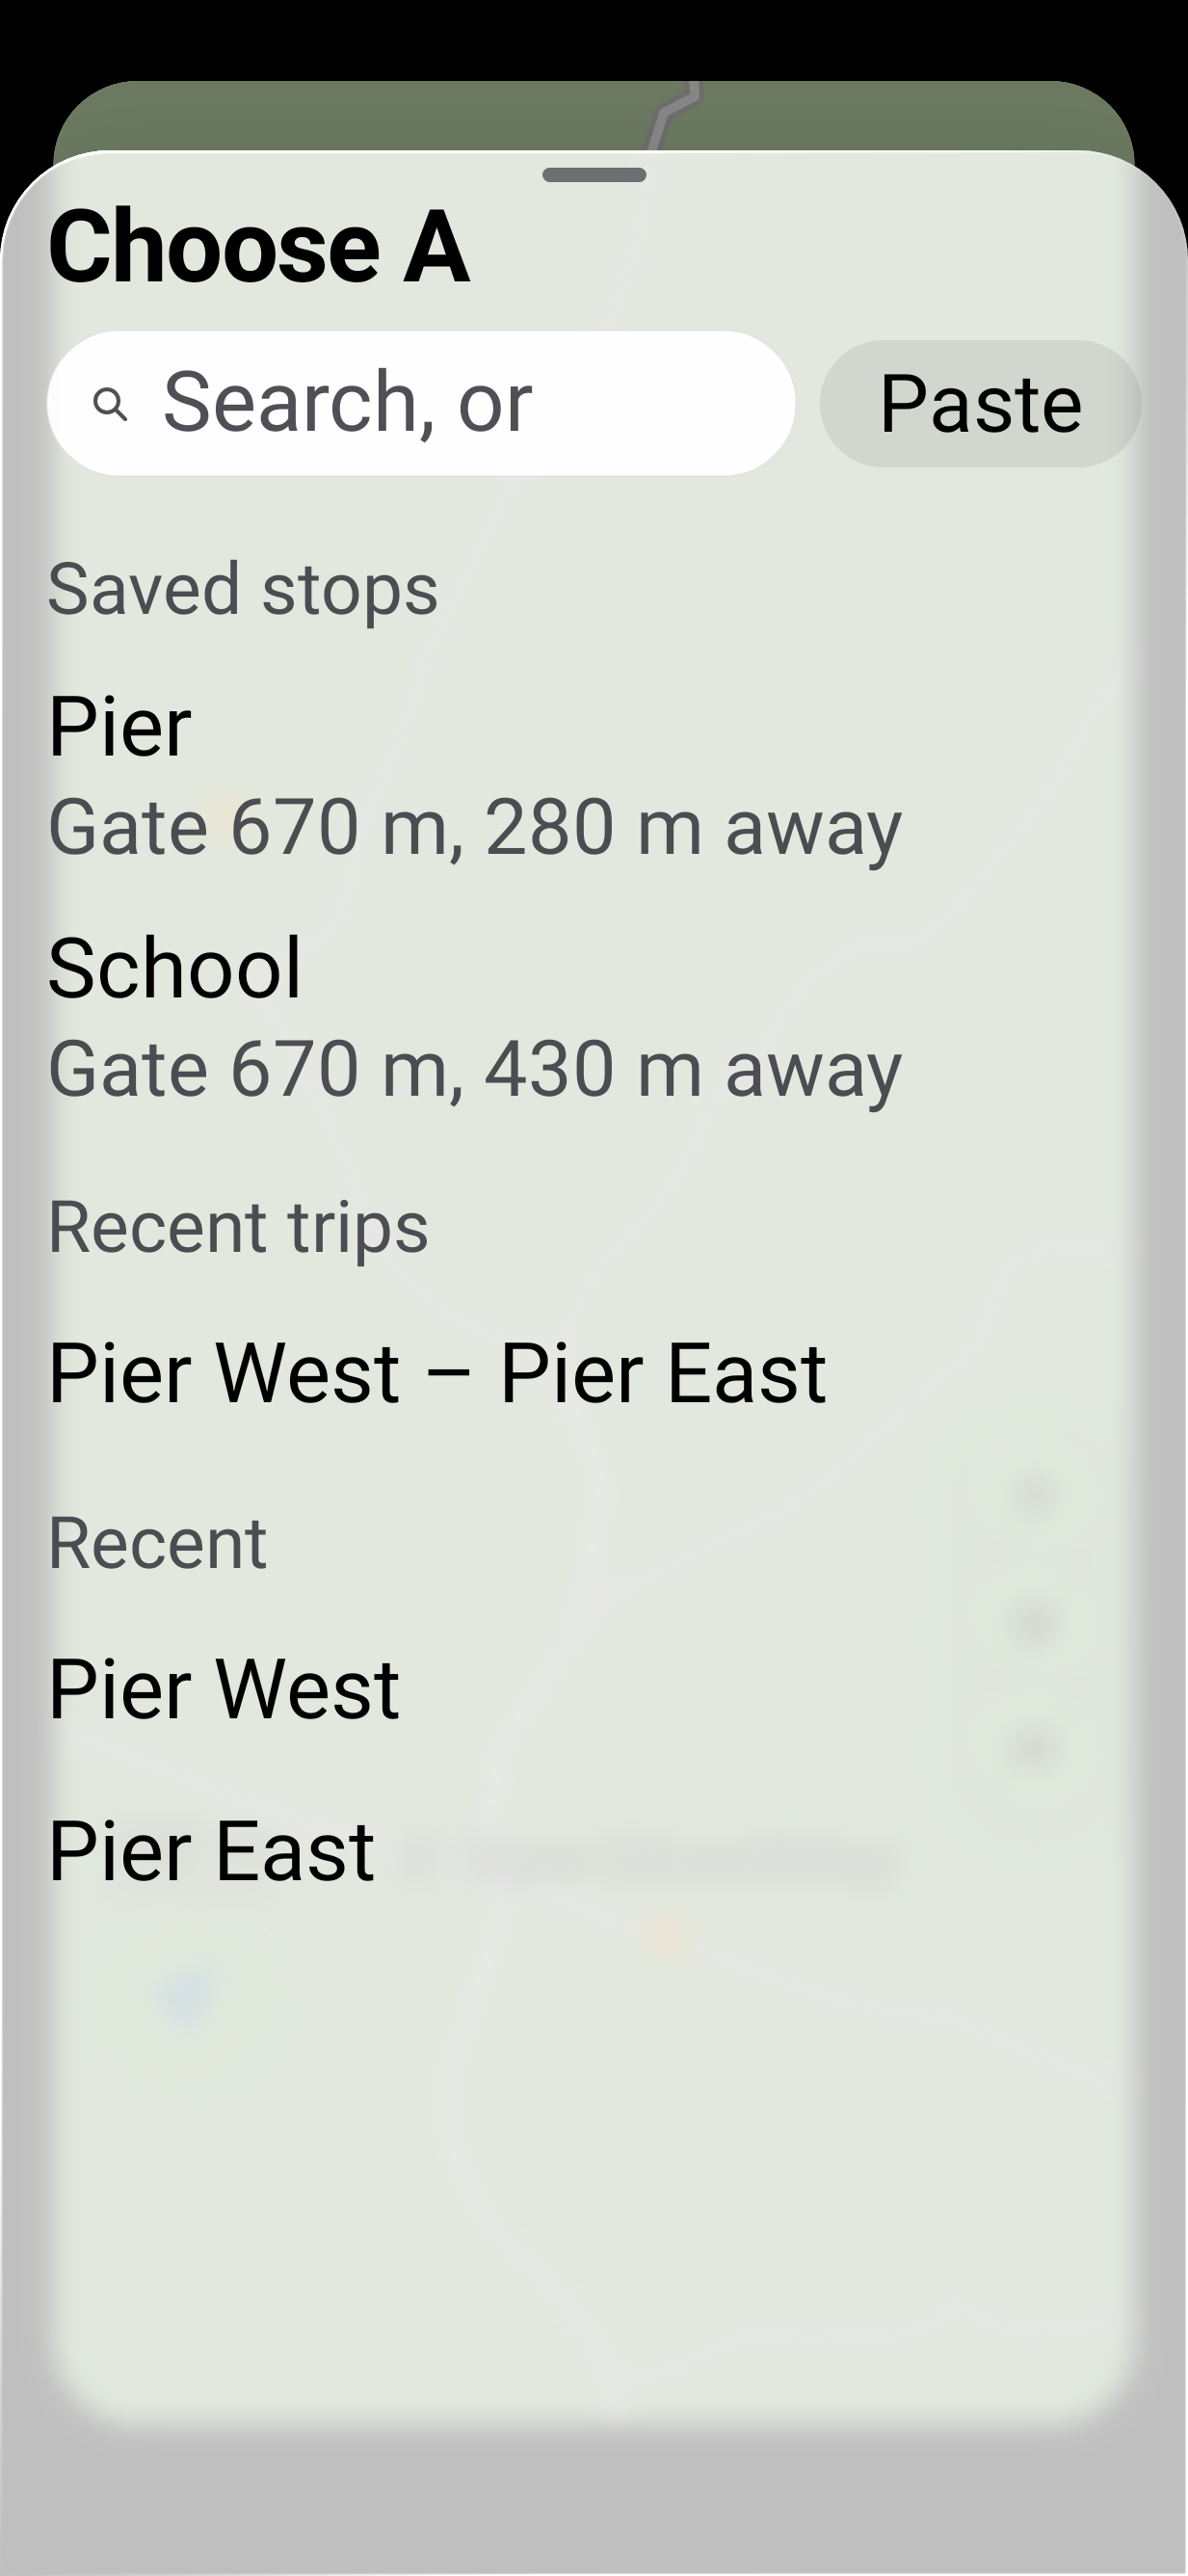 Choose A
Search, or
Paste
Saved stops
Pier
Gate 670 m, 280 m away
School
Gate 670 m, 430 m away
Recent trips
Pier West – Pier East
Recent
Pier West
Pier East